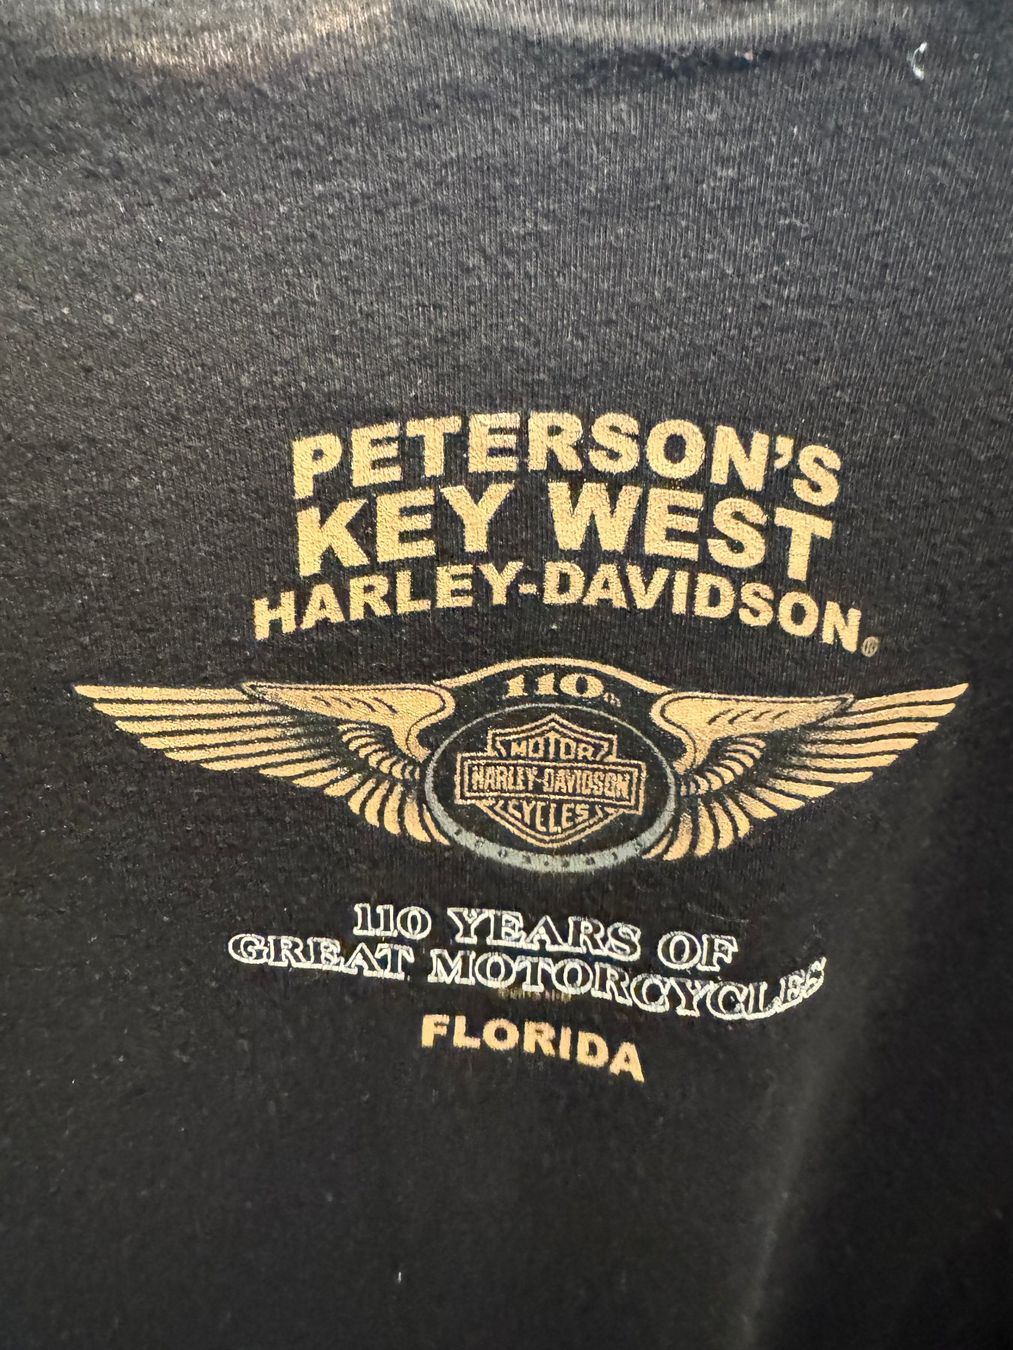 PETERSON'S
KEY WEST
HARLEY-DAVIDSON®
110TH
MOTOR
HARLEY-DAVIDSON
CYCLES
110 YEARS OF
GREAT MOTORCYCLES
FLORIDA